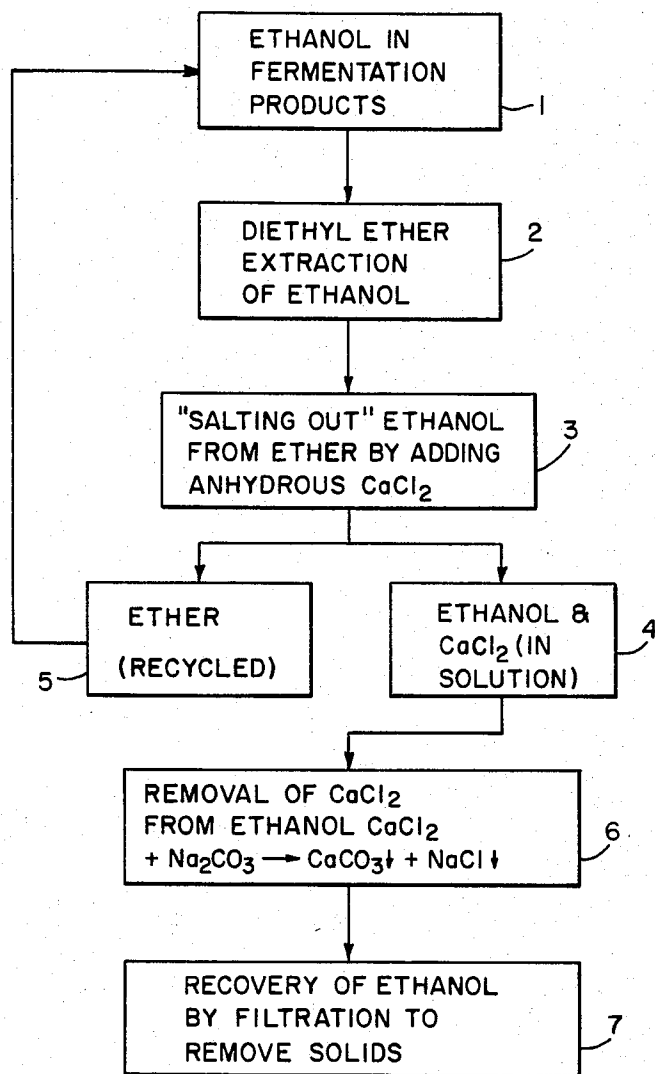 ETHANOL IN
FERMENTATION
PRODUCTS
1
DIETHYL ETHER
EXTRACTION
OF ETHANOL
2
"SALTING OUT" ETHANOL
FROM ETHER BY ADDING
ANHYDROUS CaCl₂
3
ETHER
(RECYCLED)
5
ETHANOL &
CaCl₂ (IN
SOLUTION)
4
REMOVAL OF CaCl₂
FROM ETHANOL CaCl₂
+ Na₂CO₃ → CaCO₃↓ + NaCl↓
6
RECOVERY OF ETHANOL
BY FILTRATION TO
REMOVE SOLIDS
7